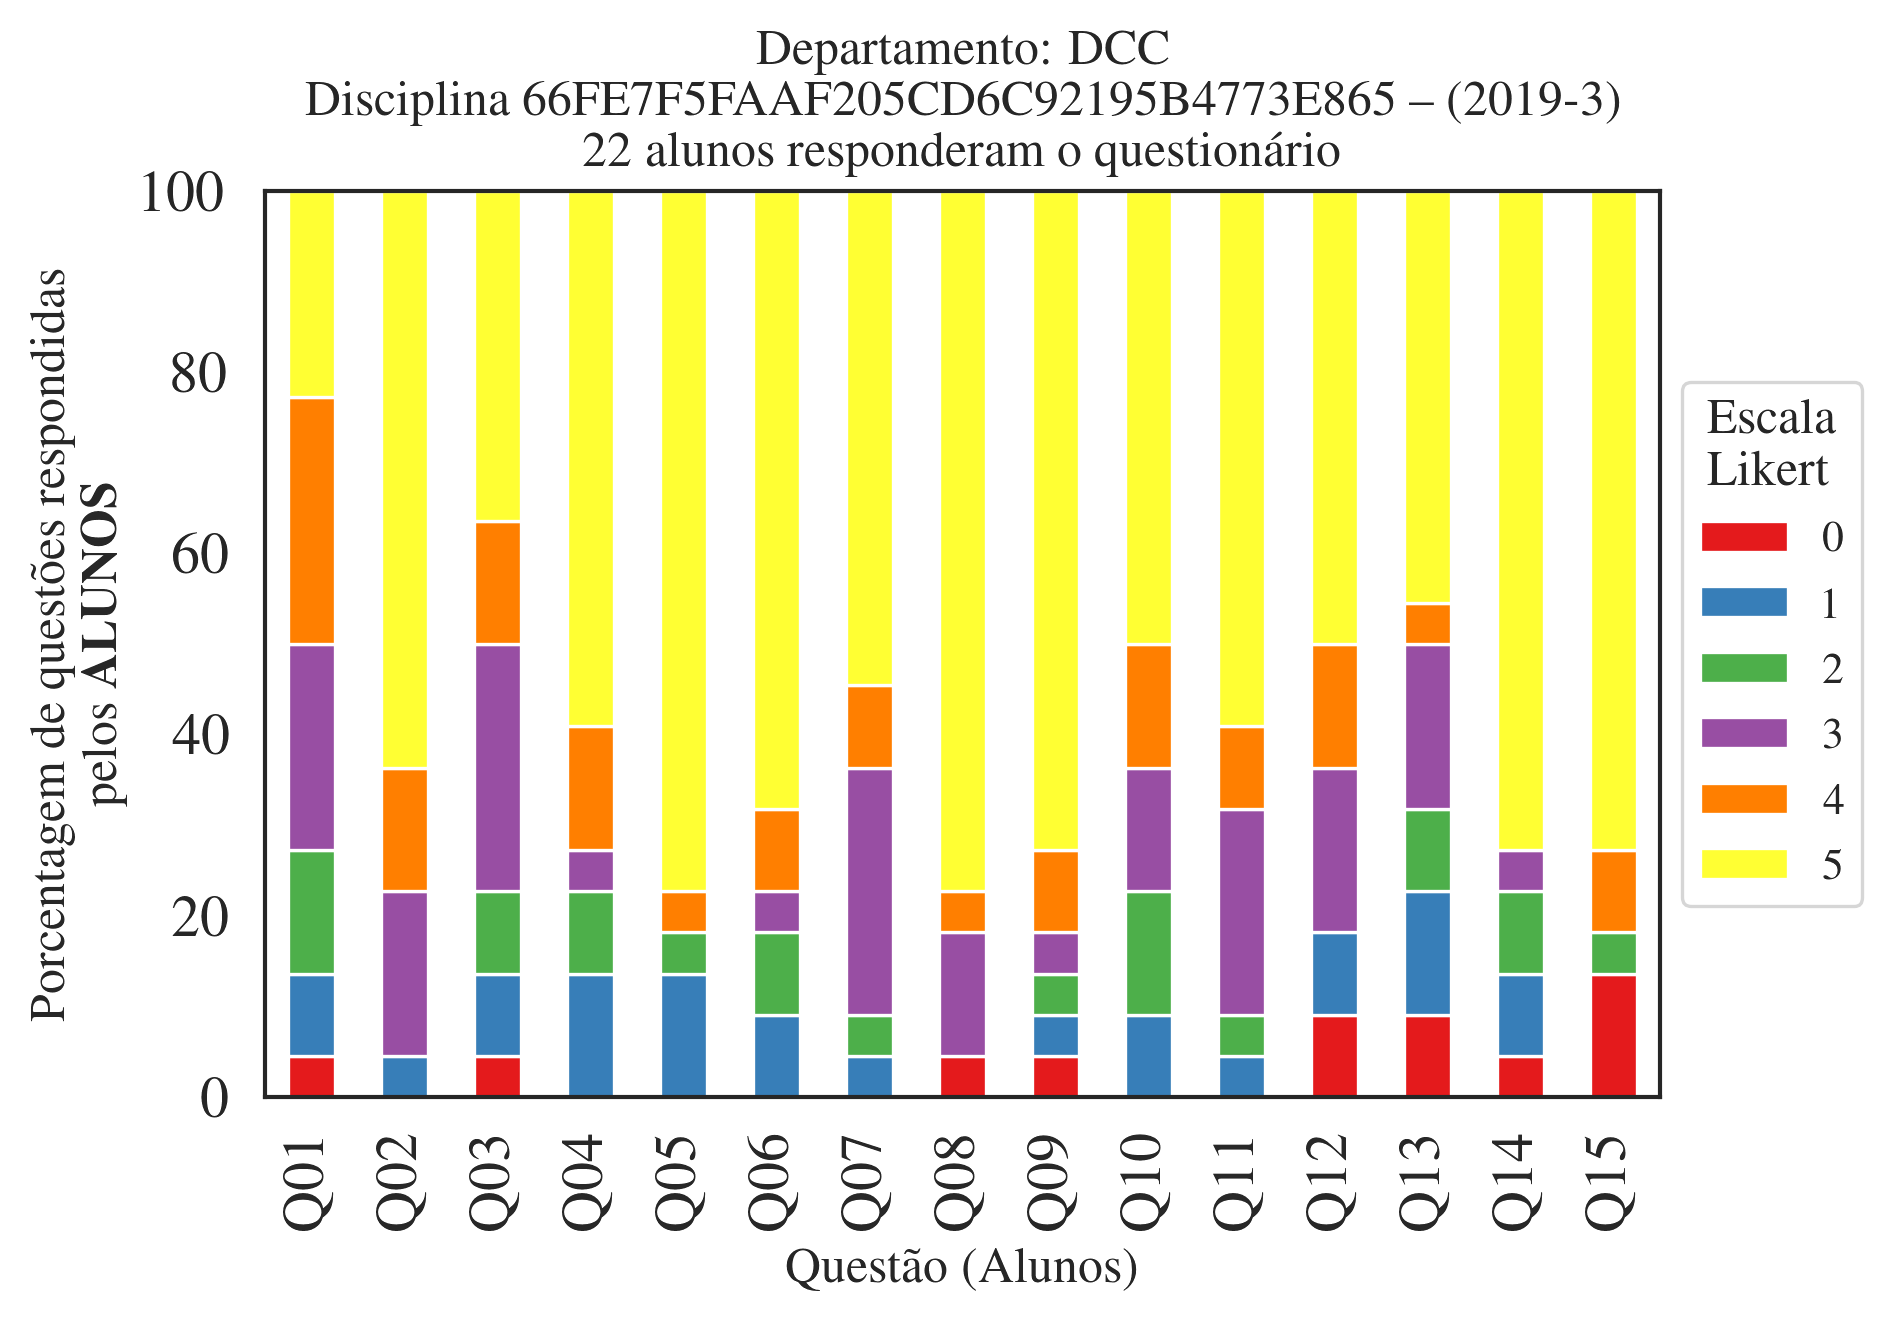 Departamento: DCC
Disciplina 66FE7F5FAAF205CD6C92195B4773E865 – (2019-3)
22 alunos responderam o questionário
Porcentagem de questões respondidas
pelos ALUNOS
100
80
60
40
20
0
Q01
Q02
Q03
Q04
Q05
Q06
Q07
Q08
Q09
Q10
Q11
Q12
Q13
Q14
Q15
Questão (Alunos)
Escala
Likert
0
1
2
3
4
5